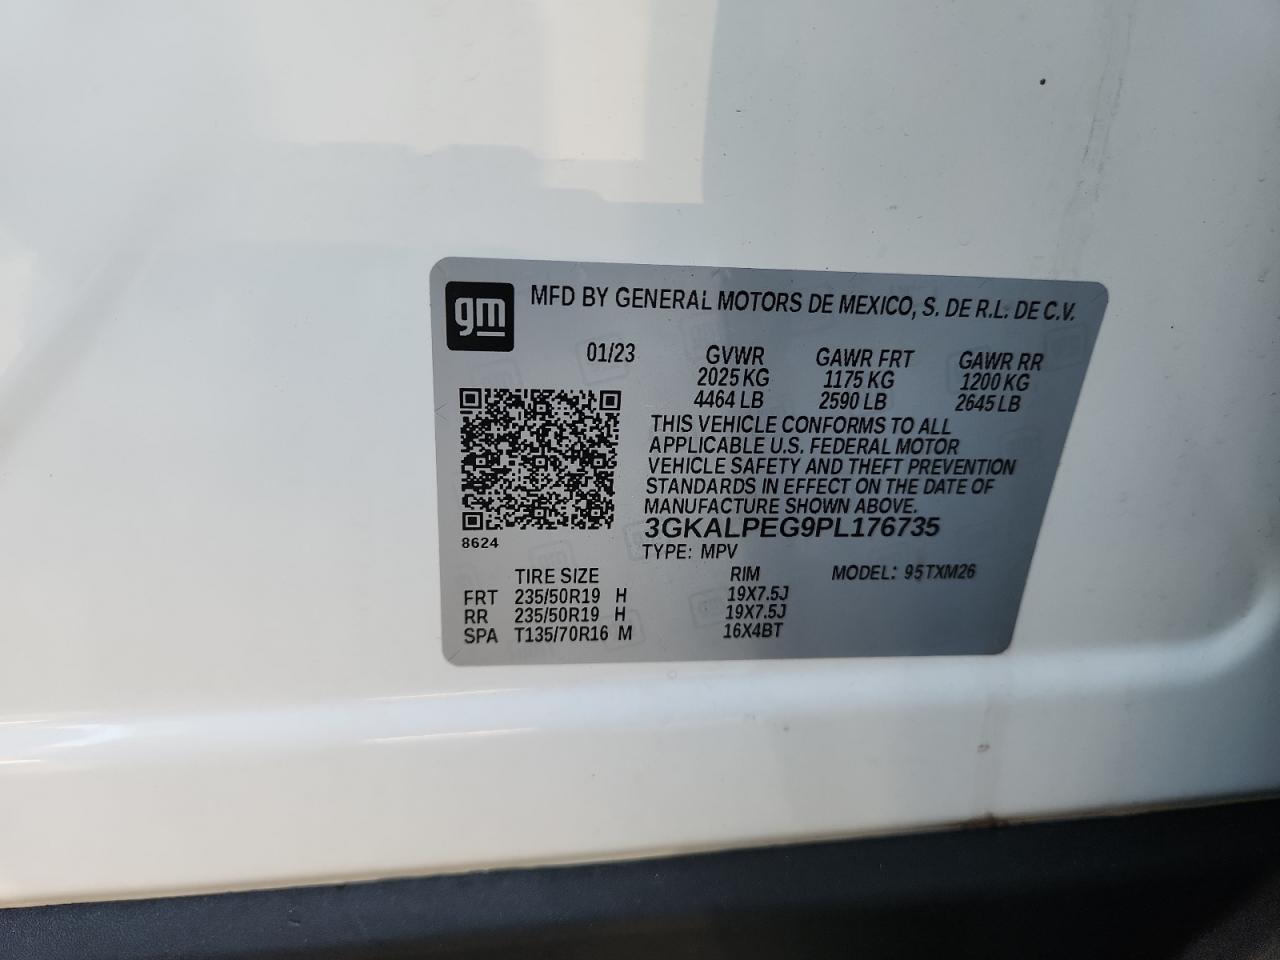 gm
MFD BY GENERAL MOTORS DE MEXICO, S. DE R.L. DE C.V.
01/23 GVWR GAWR FRT GAWR RR
2025 KG 1175 KG 1200 KG
4464 LB 2590 LB 2645 LB
THIS VEHICLE CONFORMS TO ALL
APPLICABLE U.S. FEDERAL MOTOR
VEHICLE SAFETY AND THEFT PREVENTION
STANDARDS IN EFFECT ON THE DATE OF
MANUFACTURE SHOWN ABOVE.
3GKALPEG9PL176735
8624
TYPE: MPV
TIRE SIZE RIM MODEL: 95TXM26
FRT 235/50R19 H 19X7.5J
RR 235/50R19 H 19X7.5J
SPA T135/70R16 M 16X4BT